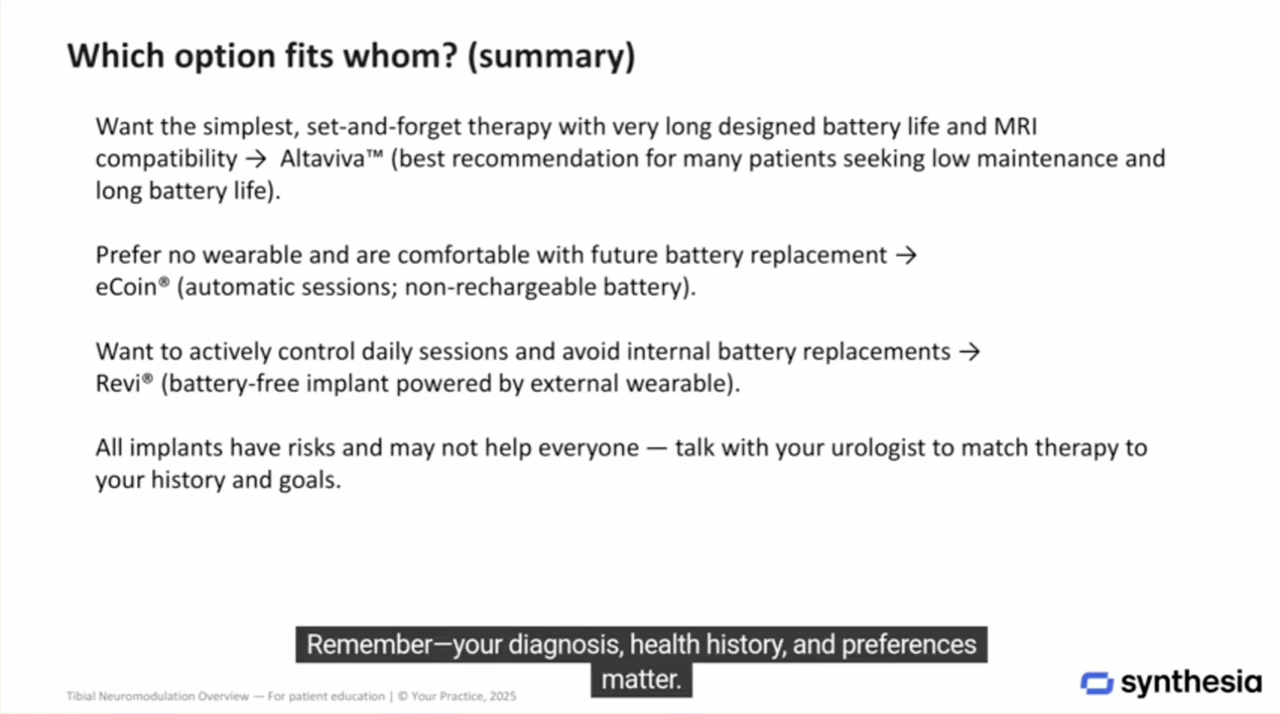 Which option fits whom? (summary)
Want the simplest, set-and-forget therapy with very long designed battery life and MRI
compatibility → Altaviva™ (best recommendation for many patients seeking low maintenance and
long battery life).
Prefer no wearable and are comfortable with future battery replacement →
eCoin® (automatic sessions; non-rechargeable battery).
Want to actively control daily sessions and avoid internal battery replacements →
Revi® (battery-free implant powered by external wearable).
All implants have risks and may not help everyone — talk with your urologist to match therapy to
your history and goals.
Remember—your diagnosis, health history, and preferences
matter.
Tibial Neuromodulation Overview — For patient education | © Your Practice, 2025
synthesia